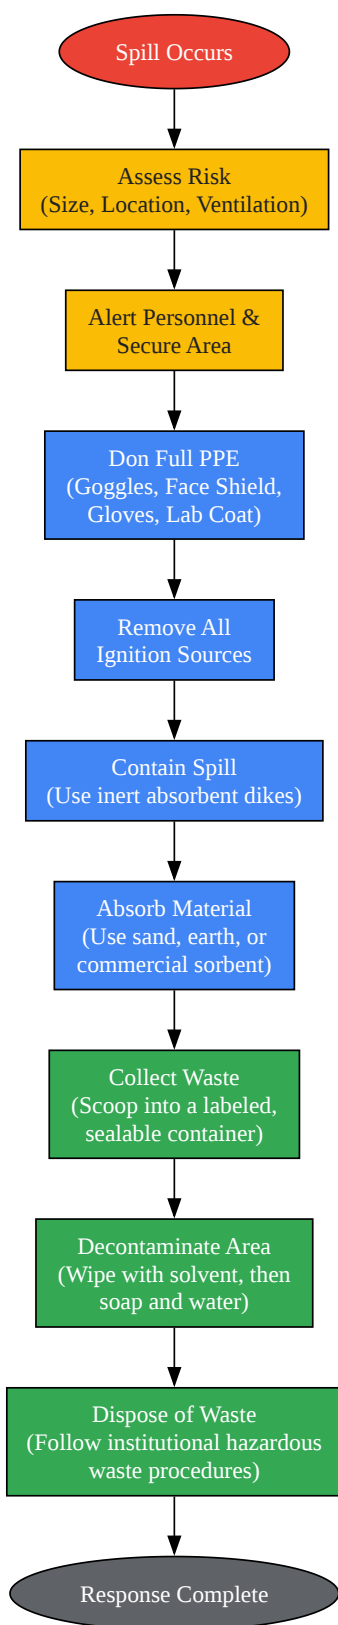 Spill Occurs
Assess Risk
(Size, Location, Ventilation)
Alert Personnel &
Secure Area
Don Full PPE
(Goggles, Face Shield,
Gloves, Lab Coat)
Remove All
Ignition Sources
Contain Spill
(Use inert absorbent dikes)
Absorb Material
(Use sand, earth, or
commercial sorbent)
Collect Waste
(Scoop into a labeled,
sealable container)
Decontaminate Area
(Wipe with solvent, then
soap and water)
Dispose of Waste
(Follow institutional hazardous
waste procedures)
Response Complete